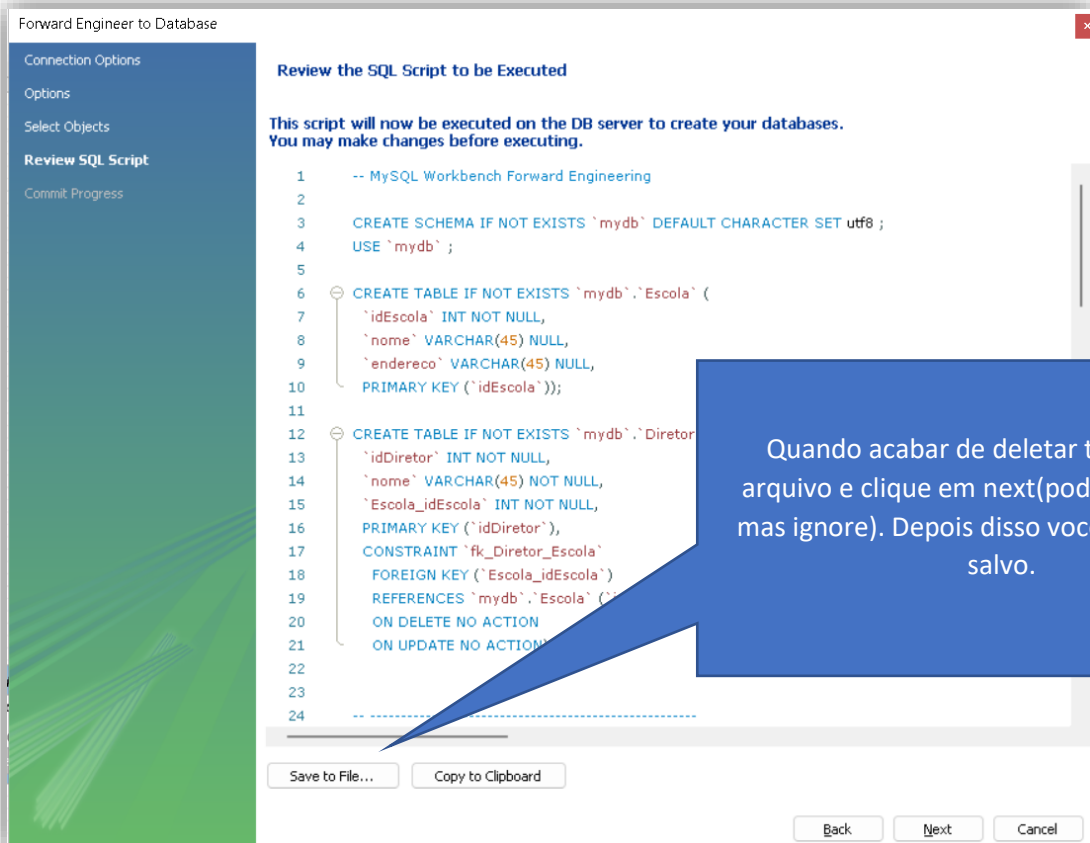 Forward Engineer to Database
Connection Options
Options
Select Objects
Review SQL Script
Commit Progress
Review the SQL Script to be Executed
This script will now be executed on the DB server to create your databases.
You may make changes before executing.
1 -- MySQL Workbench Forward Engineering
2
3 CREATE SCHEMA IF NOT EXISTS `mydb` DEFAULT CHARACTER SET utf8 ;
4 USE `mydb` ;
5
6 CREATE TABLE IF NOT EXISTS `mydb`.`Escola` (
7 `idEscola` INT NOT NULL,
8 `nome` VARCHAR(45) NULL,
9 `endereco` VARCHAR(45) NULL,
10 PRIMARY KEY (`idEscola`));
11
12 CREATE TABLE IF NOT EXISTS `mydb`.`Diretor
13 `idDiretor` INT NOT NULL,
14 `nome` VARCHAR(45) NOT NULL,
15 `Escola_idEscola` INT NOT NULL,
16 PRIMARY KEY (`idDiretor`),
17 CONSTRAINT `fk_Diretor_Escola`
18 FOREIGN KEY (`Escola_idEscola`)
19 REFERENCES `mydb`.`Escola` (
20 ON DELETE NO ACTION
21 ON UPDATE NO ACTION
22
23
24 -- -----------------------------------------------------
Quando acabar de deletar
arquivo e clique em next(pod
mas ignore). Depois disso voc
salvo.
Save to File...
Copy to Clipboard
Back
Next
Cancel